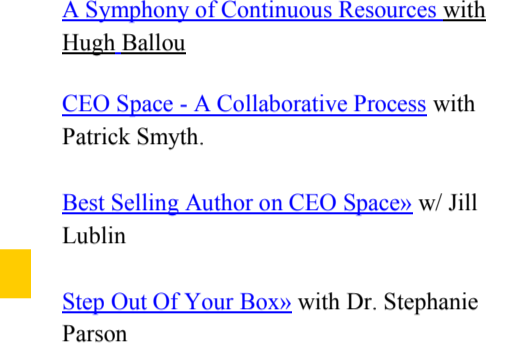 A Symphony of Continuous Resources with
Hugh Ballou
CEO Space - A Collaborative Process with
Patrick Smyth.
Best Selling Author on CEO Space» w/ Jill
Lublin
Step Out Of Your Box» with Dr. Stephanie
Parson